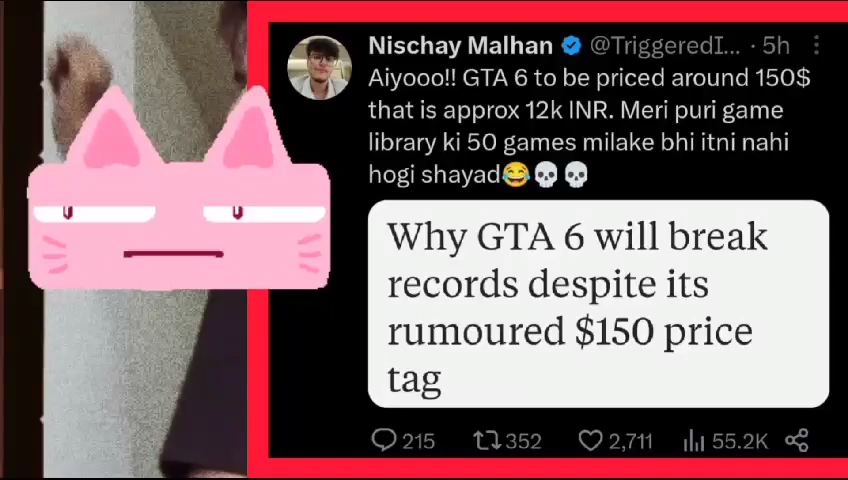 Nischay Malhan @TriggeredI... · 5h
Aiyooo!! GTA 6 to be priced around 150$
that is approx 12k INR. Meri puri game
library ki 50 games milake bhi itni nahi
hogi shayad😂💀💀
Why GTA 6 will break
records despite its
rumoured $150 price
tag
215 352 2,711 55.2K